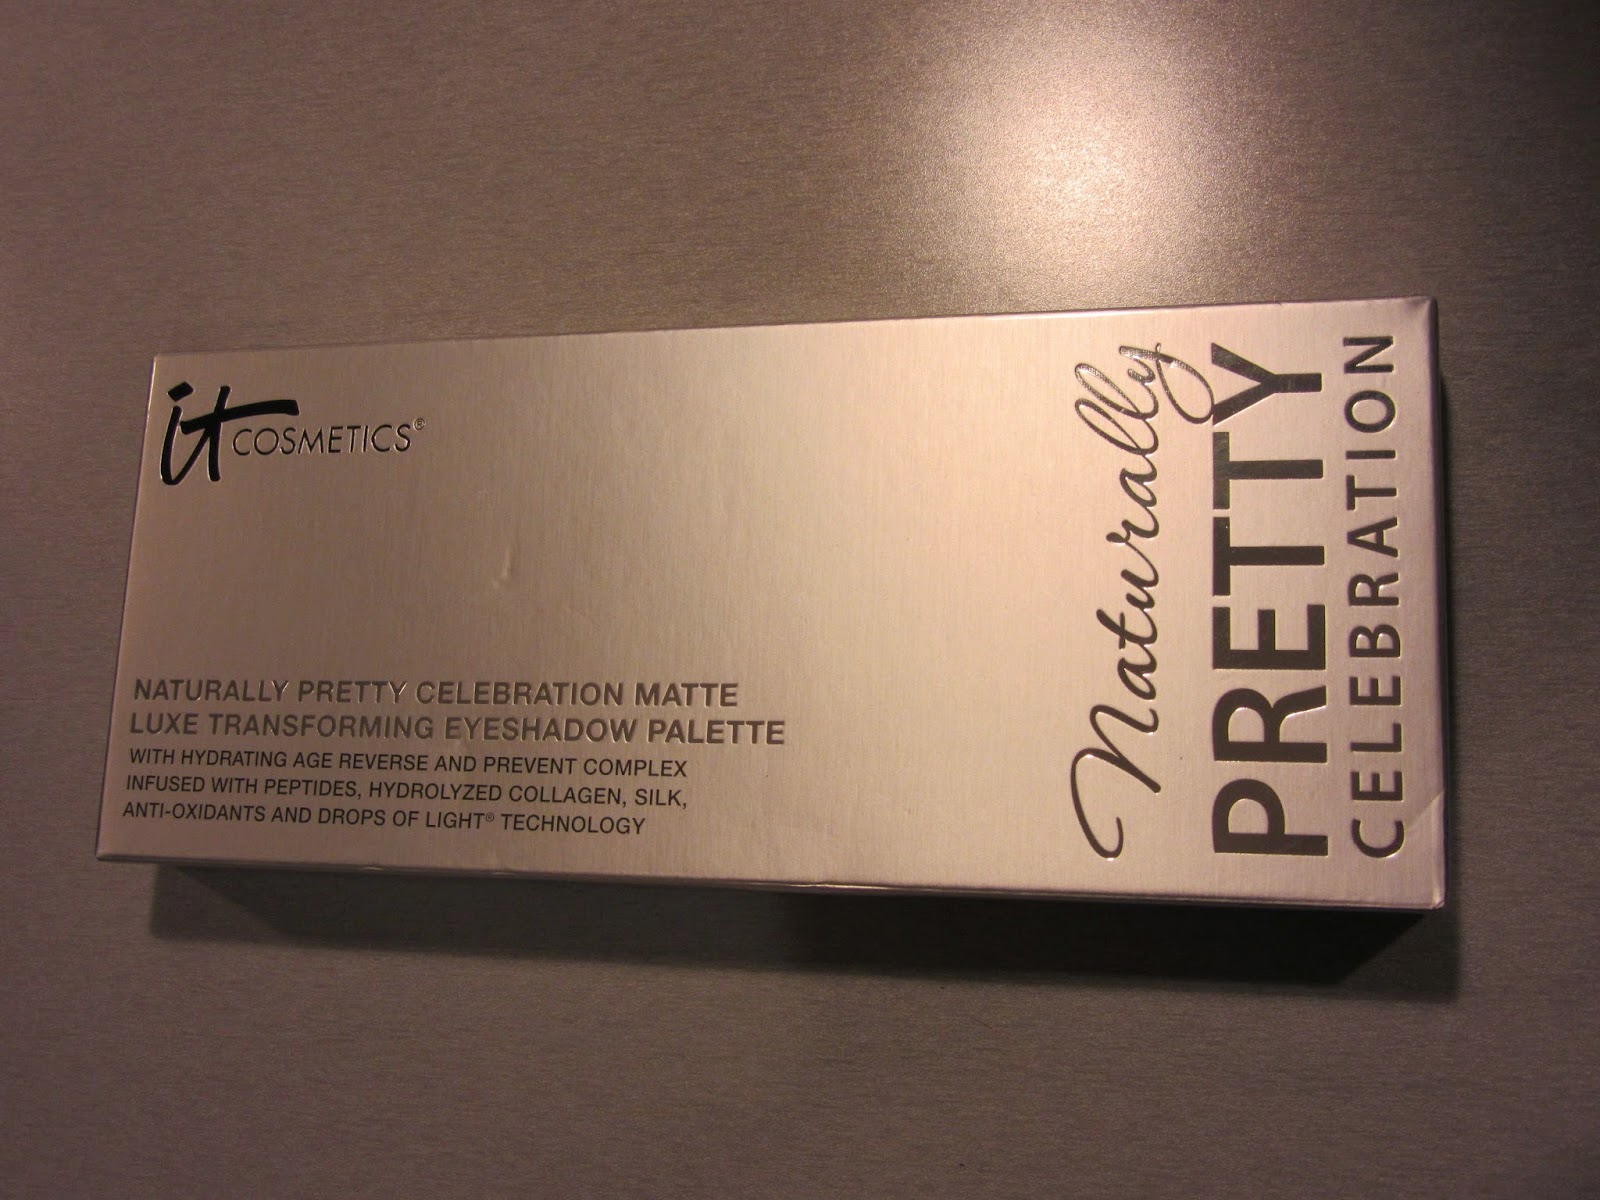 it COSMETICS®
NATURALLY PRETTY CELEBRATION MATTE
LUXE TRANSFORMING EYESHADOW PALETTE
WITH HYDRATING AGE REVERSE AND PREVENT COMPLEX
INFUSED WITH PEPTIDES, HYDROLYZED COLLAGEN, SILK,
ANTI-OXIDANTS AND DROPS OF LIGHT® TECHNOLOGY
Naturally
PRETTY
CELEBRATION